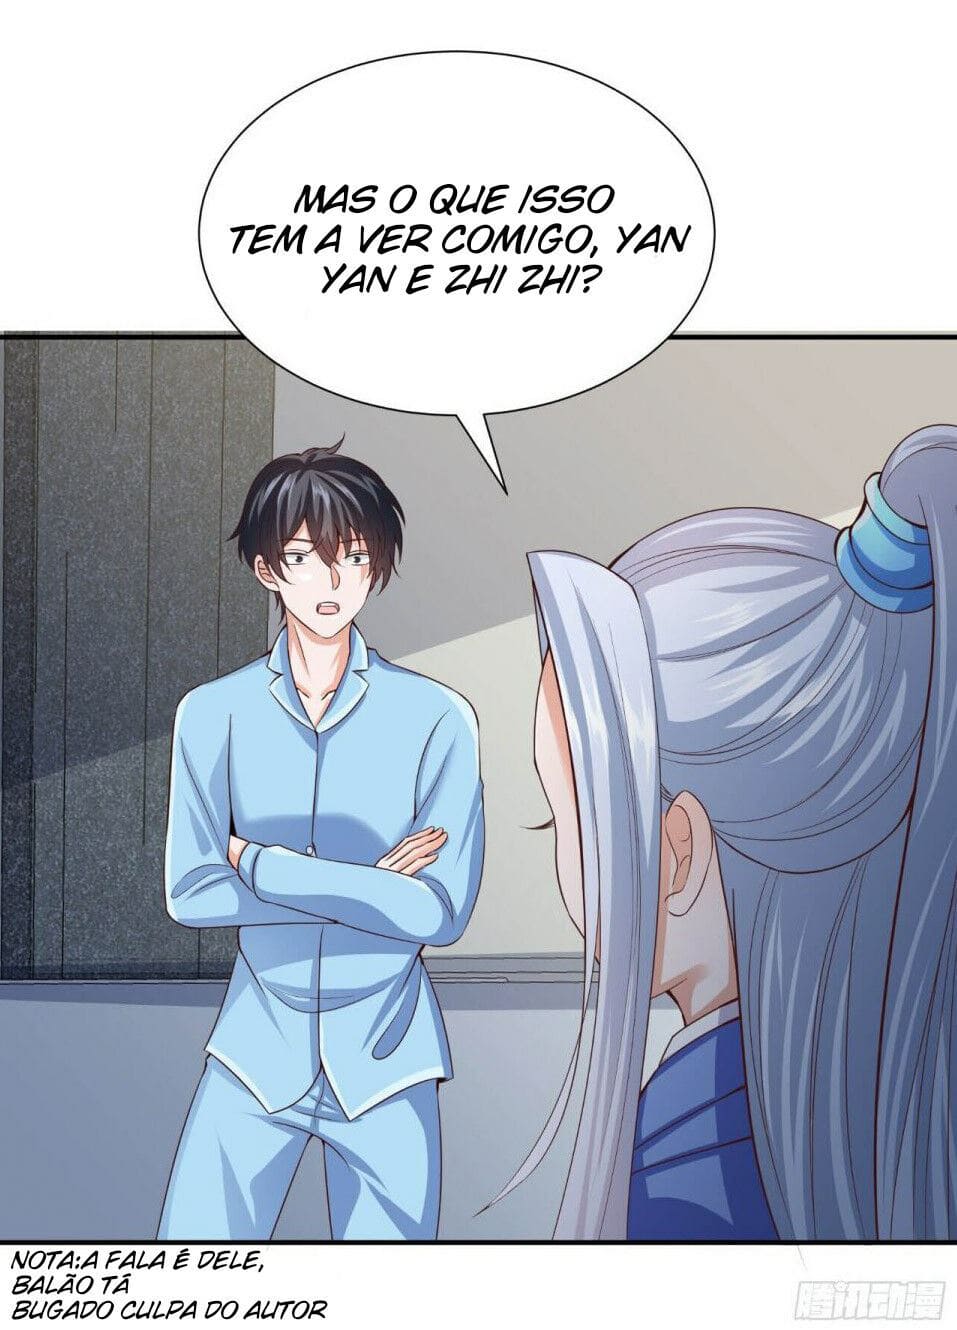 MAS O QUE ISSO
TEM A VER COMIGO, YAN
YAN E ZHI ZHI?
NOTA:A FALA É DELE,
BALÃO TÁ
BUGADO CULPA DO AUTOR
腾讯动漫